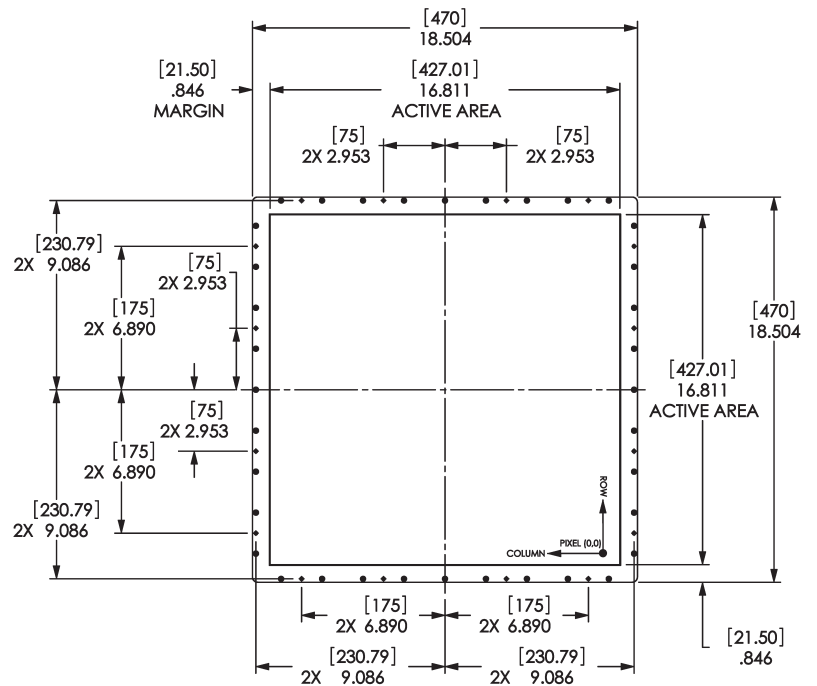 [470]
18.504
[21.50]
.846
MARGIN
[427.01]
16.811
ACTIVE AREA
[75]
2X 2.953
[75]
2X 2.953
[230.79]
2X 9.086
[75]
2X 2.953
[175]
2X 6.890
[470]
18.504
[427.01]
16.811
ACTIVE AREA
[75]
2X 2.953
[175]
2X 6.890
[230.79]
2X 9.086
ROW
PIXEL (0,0)
COLUMN
[175]
2X 6.890
[175]
2X 6.890
[21.50]
.846
[230.79]
2X 9.086
[230.79]
2X 9.086